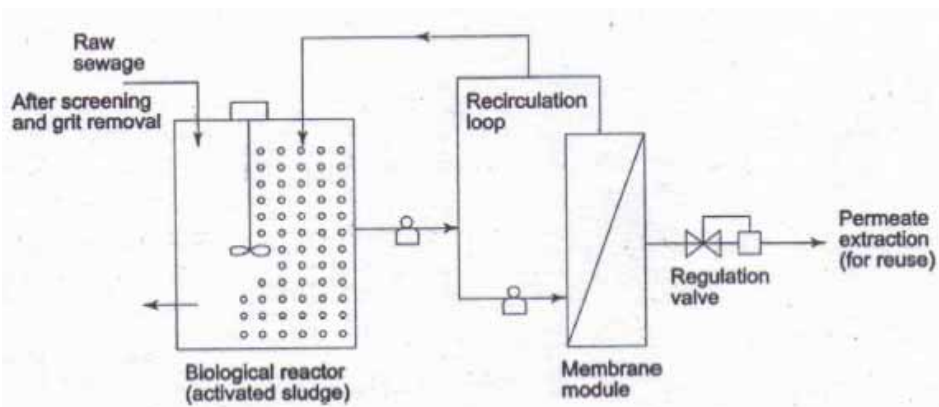 Raw
sewage
After screening
and grit removal
Recirculation
loop
Permeate
extraction
(for reuse)
Regulation
valve
Biological reactor
(activated sludge)
Membrane
module